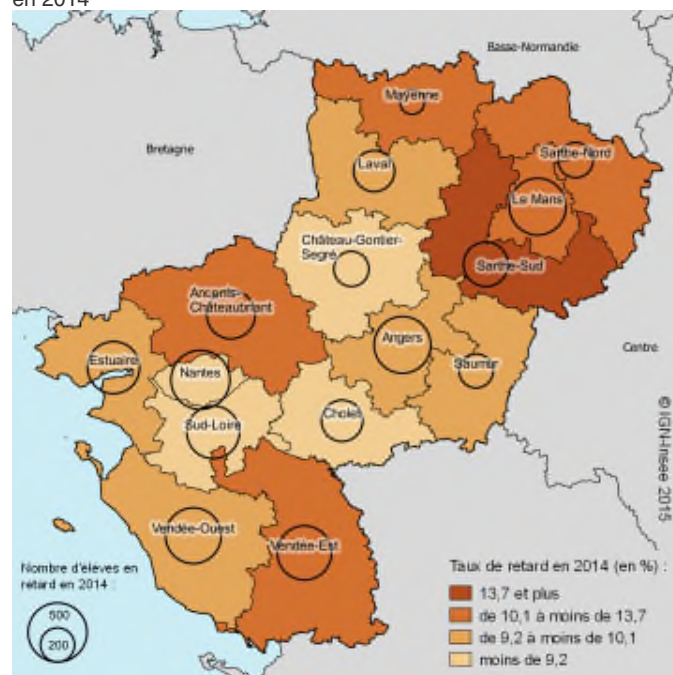 en 2014
Basse-Normandie
Mayenne
Bretagne
Sarthe-Nord
Laval
Le Mans
Château-Gontier-
Segré
Sarthe-Sud
Ancenis-
Châteaubriant
Angers
Centre
Estuaire
Saumur
Nantes
Cholet
Sud-Loire
© IGN-Insee 2015
Vendée-Ouest
Vendée-Est
Nombre d'élèves en
retard en 2014 :
500
200
Taux de retard en 2014 (en %) :
13,7 et plus
de 10,1 à moins de 13,7
de 9,2 à moins de 10,1
moins de 9,2